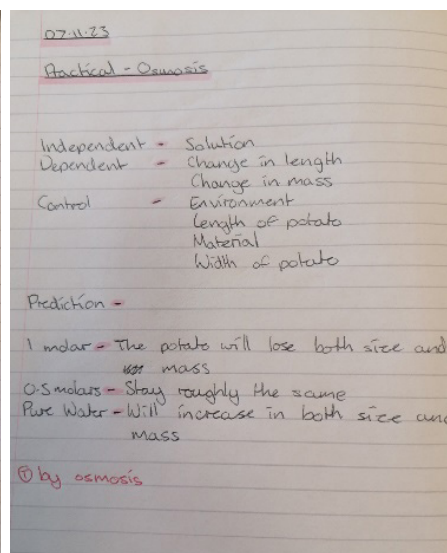 07.11.23
Practical - Osmosis
Independent - Solution
Dependent - Change in length
Change in mass
Control - Environment
Length of potato
Material
Width of potato
Prediction -
1 molar - The potato will lose both size and
mass
0.5 molars - Stay roughly the same
Pure Water - Will increase in both size and
mass
T by osmosis